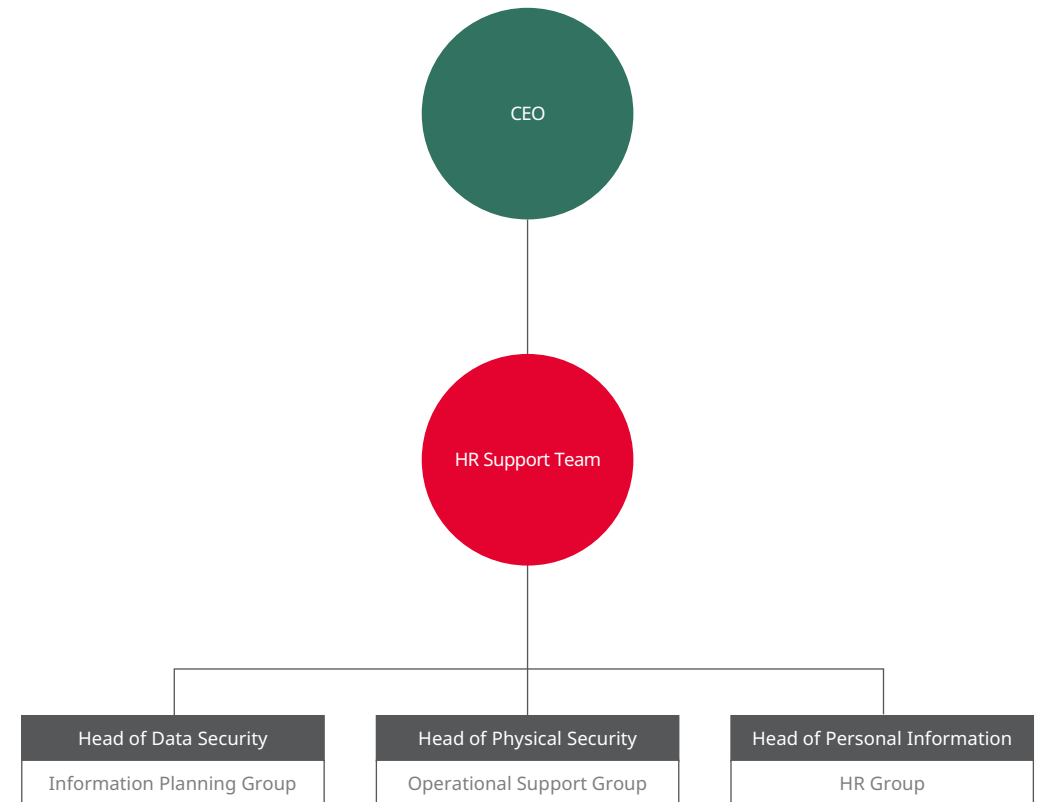 CEO
HR Support Team
Head of Data Security
Information Planning Group
Head of Physical Security
Operational Support Group
Head of Personal Information
HR Group